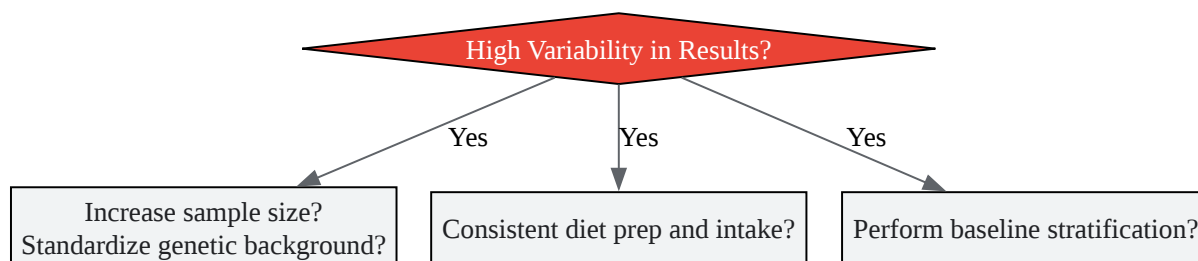 High Variability in Results?
Yes
Yes
Yes
Increase sample size?
Standardize genetic background?
Consistent diet prep and intake?
Perform baseline stratification?